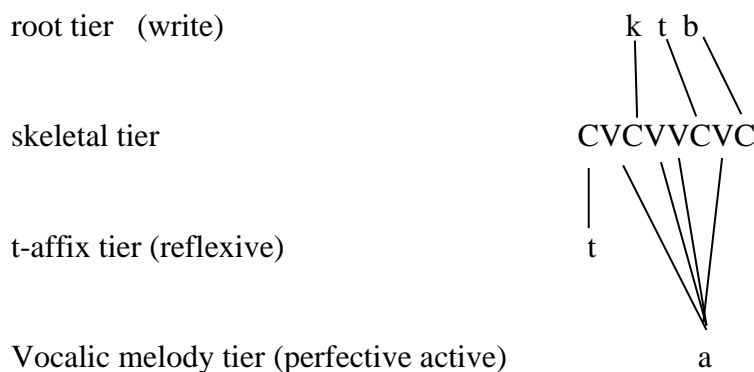 root tier (write) k t b
skeletal tier CVCVVCVC
t-affix tier (reflexive) t
Vocalic melody tier (perfective active) a